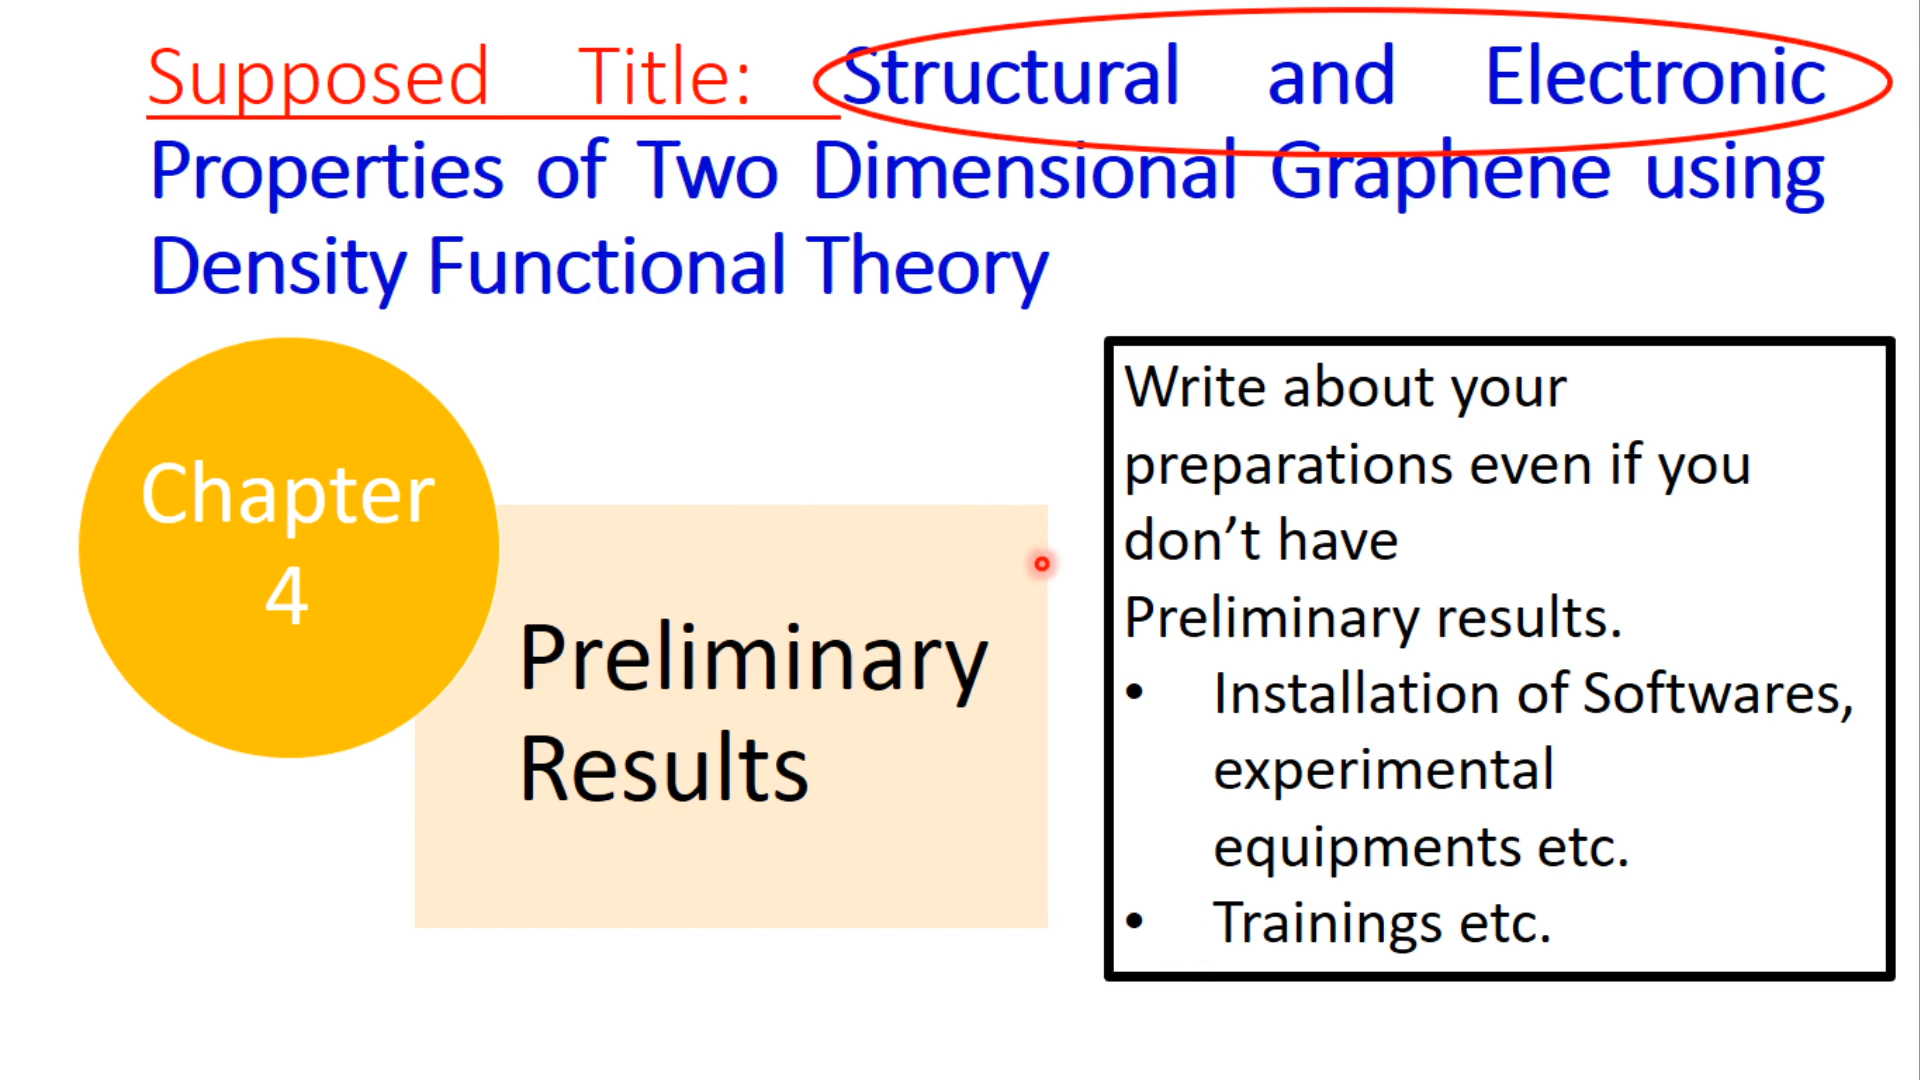 Supposed Title: Structural and Electronic
Properties of Two Dimensional Graphene using
Density Functional Theory
Chapter
4
Preliminary
Results
Write about your
preparations even if you
don’t have
Preliminary results.
• Installation of Softwares,
experimental
equipments etc.
• Trainings etc.